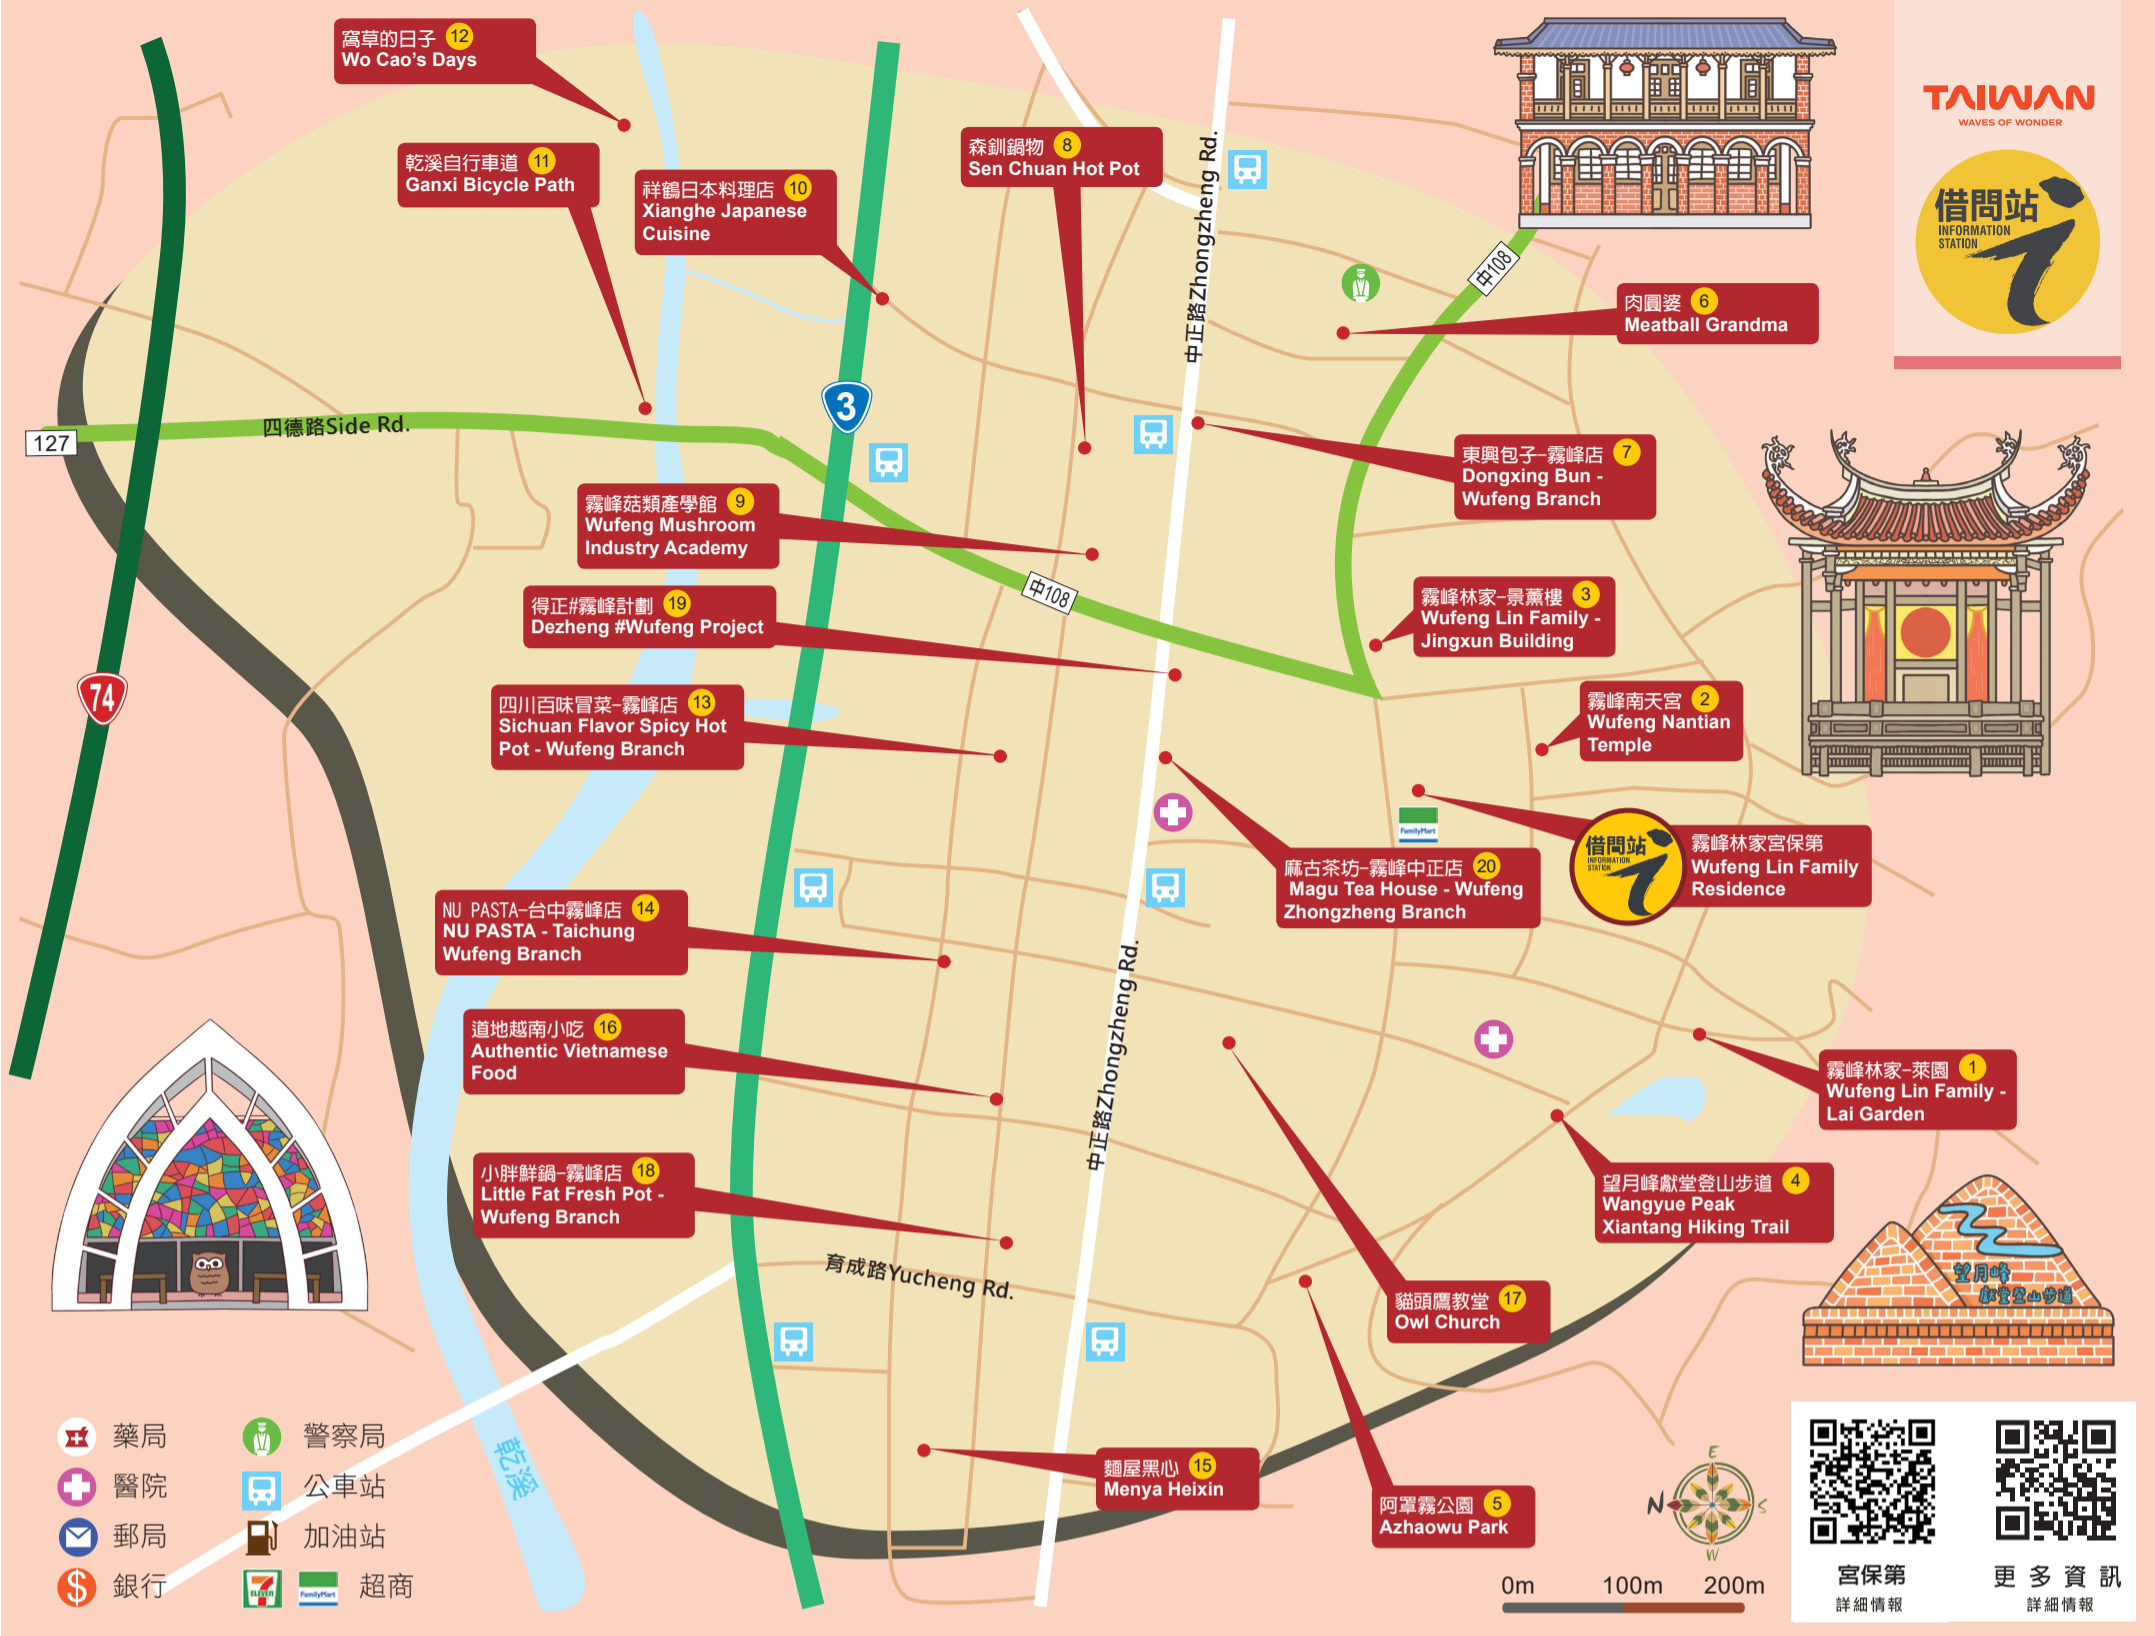 窩草的日子 12
Wo Cao's Days
乾溪自行車道 11
Ganxi Bicycle Path
祥鶴日本料理店 10
Xianghe Japanese
Cuisine
森釧鍋物 8
Sen Chuan Hot Pot
中正路Zhongzheng Rd.
中108
肉圓婆 6
Meatball Grandma
TAIWAN
WAVES OF WONDER
借問站
INFORMATION
STATION
3
127
四德路Side Rd.
東興包子-霧峰店 7
Dongxing Bun -
Wufeng Branch
霧峰菇類產學館 9
Wufeng Mushroom
Industry Academy
中108
得正#霧峰計劃 19
Dezheng #Wufeng Project
霧峰林家-景薰樓 3
Wufeng Lin Family -
Jingxun Building
74
四川百味冒菜-霧峰店 13
Sichuan Flavor Spicy Hot
Pot - Wufeng Branch
霧峰南天宮 2
Wufeng Nantian
Temple
FamilyMart
借問站
INFORMATION
STATION
霧峰林家宮保第
Wufeng Lin Family
Residence
麻古茶坊-霧峰中正店 20
Magu Tea House - Wufeng
Zhongzheng Branch
NU PASTA-台中霧峰店 14
NU PASTA - Taichung
Wufeng Branch
中正路Zhongzheng Rd.
道地越南小吃 16
Authentic Vietnamese
Food
霧峰林家-萊園 1
Wufeng Lin Family -
Lai Garden
小胖鮮鍋-霧峰店 18
Little Fat Fresh Pot -
Wufeng Branch
望月峰獻堂登山步道 4
Wangyue Peak
Xiantang Hiking Trail
望月峰
獻堂登山步道
育成路Yucheng Rd.
貓頭鷹教堂 17
Owl Church
麵屋黑心 15
Menya Heixin
阿罩霧公園 5
Azhaowu Park
乾溪
藥局
警察局
醫院
公車站
郵局
加油站
銀行
7
ELEVEN
FamilyMart
超商
E
N
S
W
0m 100m 200m
宮保第
詳細情報
更多資訊
詳細情報